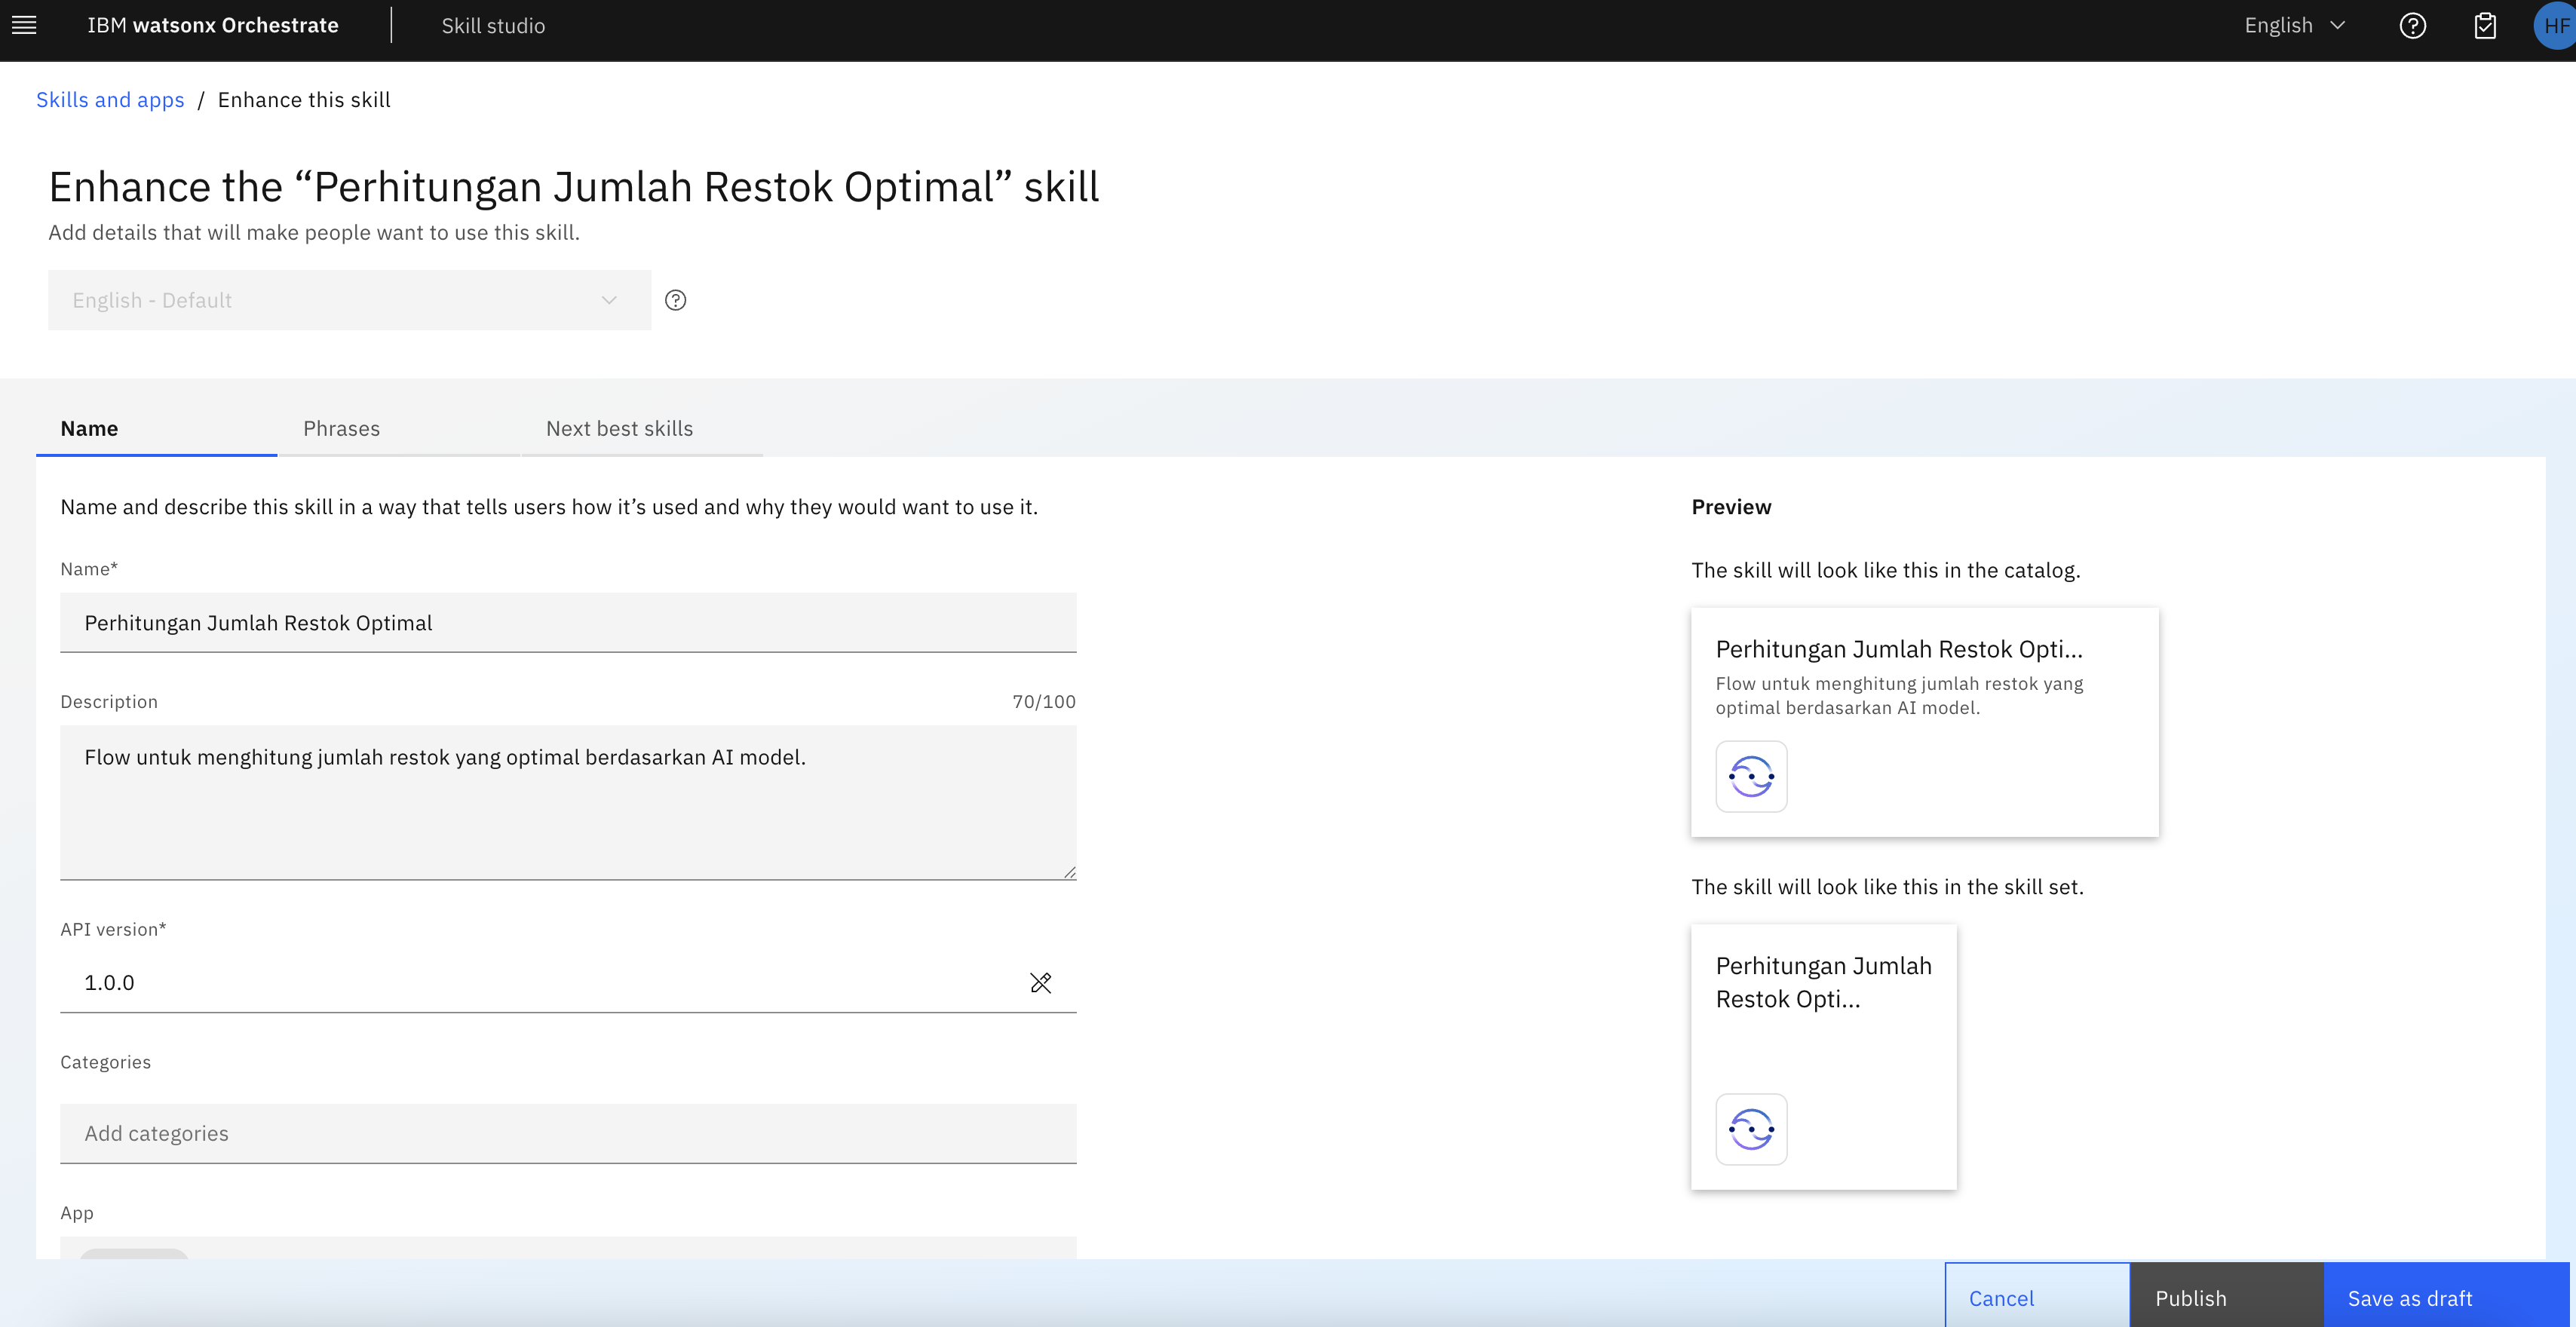 IBM watsonx Orchestrate
Skill studio
English
HF
Skills and apps / Enhance this skill
Enhance the “Perhitungan Jumlah Restok Optimal” skill
Add details that will make people want to use this skill.
English - Default
Name
Phrases
Next best skills
Name and describe this skill in a way that tells users how it’s used and why they would want to use it.
Name*
Perhitungan Jumlah Restok Optimal
Description
70/100
Flow untuk menghitung jumlah restok yang optimal berdasarkan AI model.
API version*
1.0.0
Categories
Add categories
App
Preview
The skill will look like this in the catalog.
Perhitungan Jumlah Restok Opti...
Flow untuk menghitung jumlah restok yang
optimal berdasarkan AI model.
The skill will look like this in the skill set.
Perhitungan Jumlah
Restok Opti...
Cancel
Publish
Save as draft